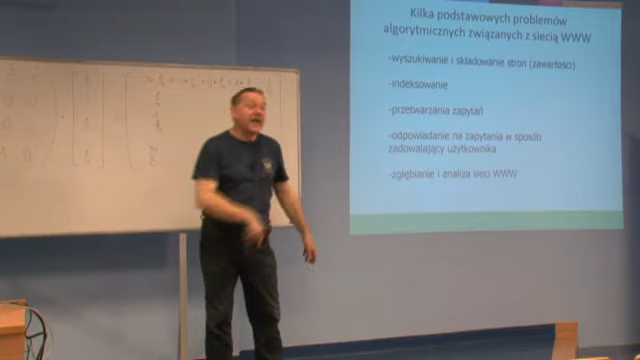 Kilka podstawowych problemów
algorytmicznych związanych z siecią WWW
-wyszukiwanie i składowanie stron (zawartości)
-indeksowanie
-przetwarzania zapytań
-odpowiadanie na zapytania w sposób
zadowalający użytkownika
-zgłębianie i analiza sieci WWW